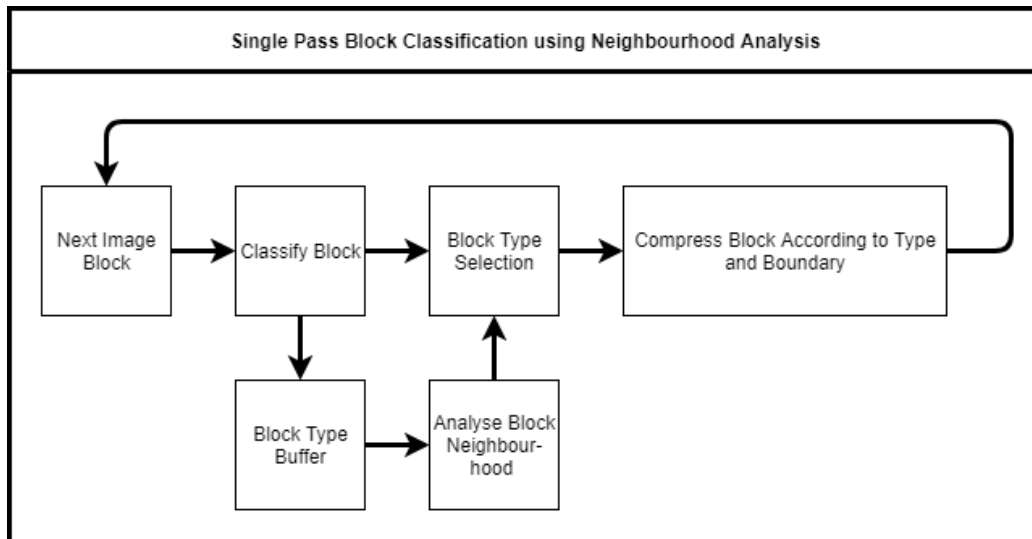 Single Pass Block Classification using Neighbourhood Analysis
Next Image
Block
Classify Block
Block Type
Selection
Compress Block According to Type
and Boundary
Block Type
Buffer
Analyse Block
Neighbour-
hood